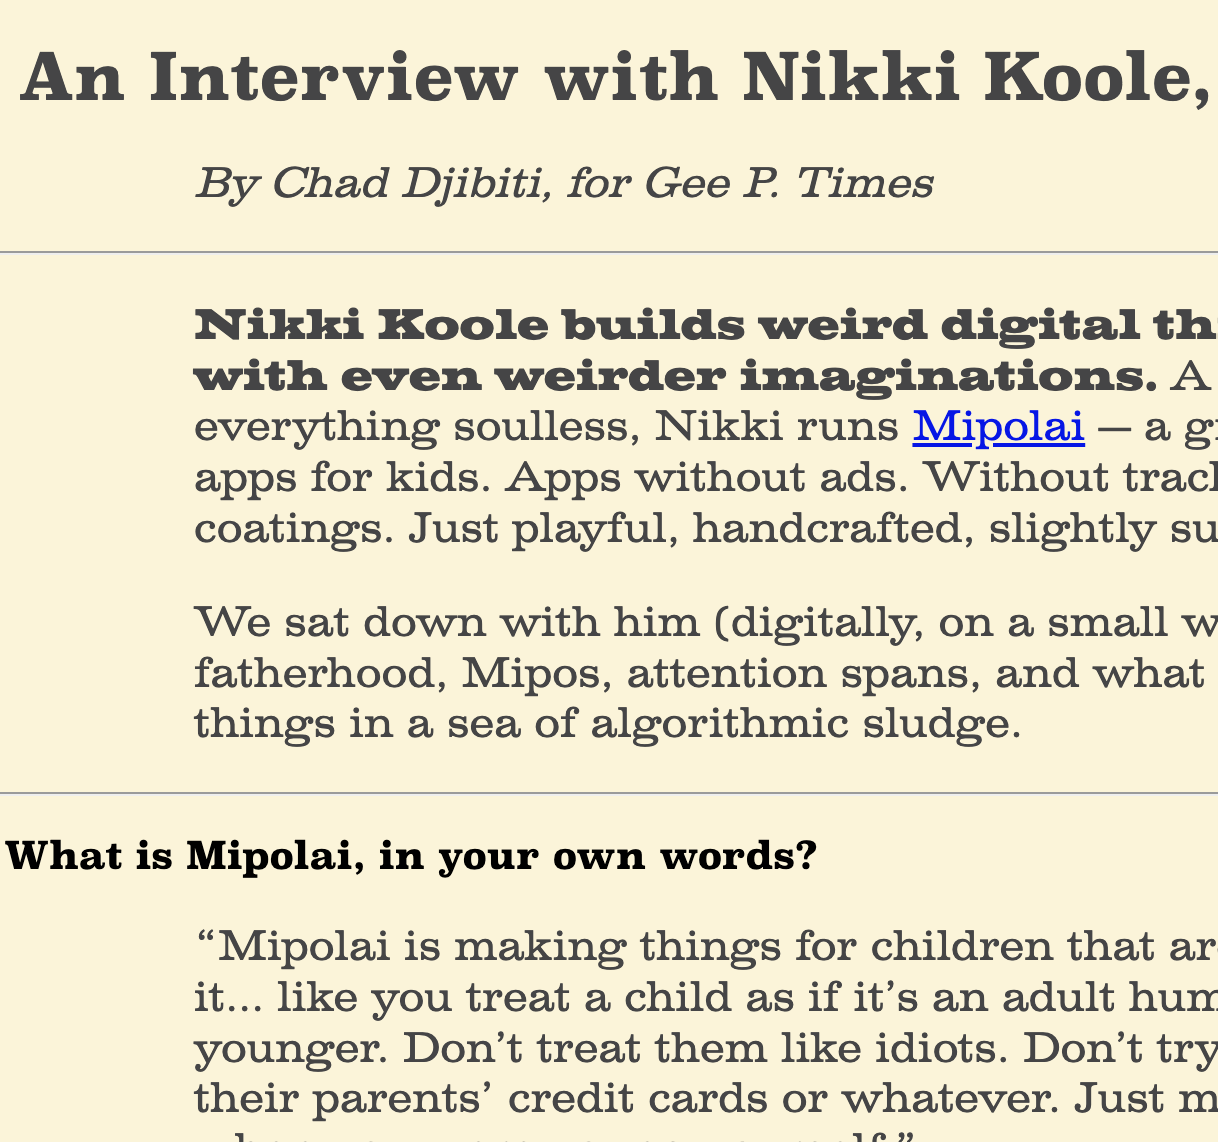 An Interview with Nikki Koole,
By Chad Djibiti, for Gee P. Times
Nikki Koole builds weird digital
with even weirder imaginations. A
everything soulless, Nikki runs Mipolai — a
apps for kids. Apps without ads. Without
coatings. Just playful, handcrafted, slightly
We sat down with him (digitally, on a small
fatherhood, Mipos, attention spans, and what
things in a sea of algorithmic sludge.
What is Mipolai, in your own words?
“Mipolai is making things for children that
it... like you treat a child as if it’s an adult
younger. Don’t treat them like idiots. Don’t try
their parents’ credit cards or whatever. Just